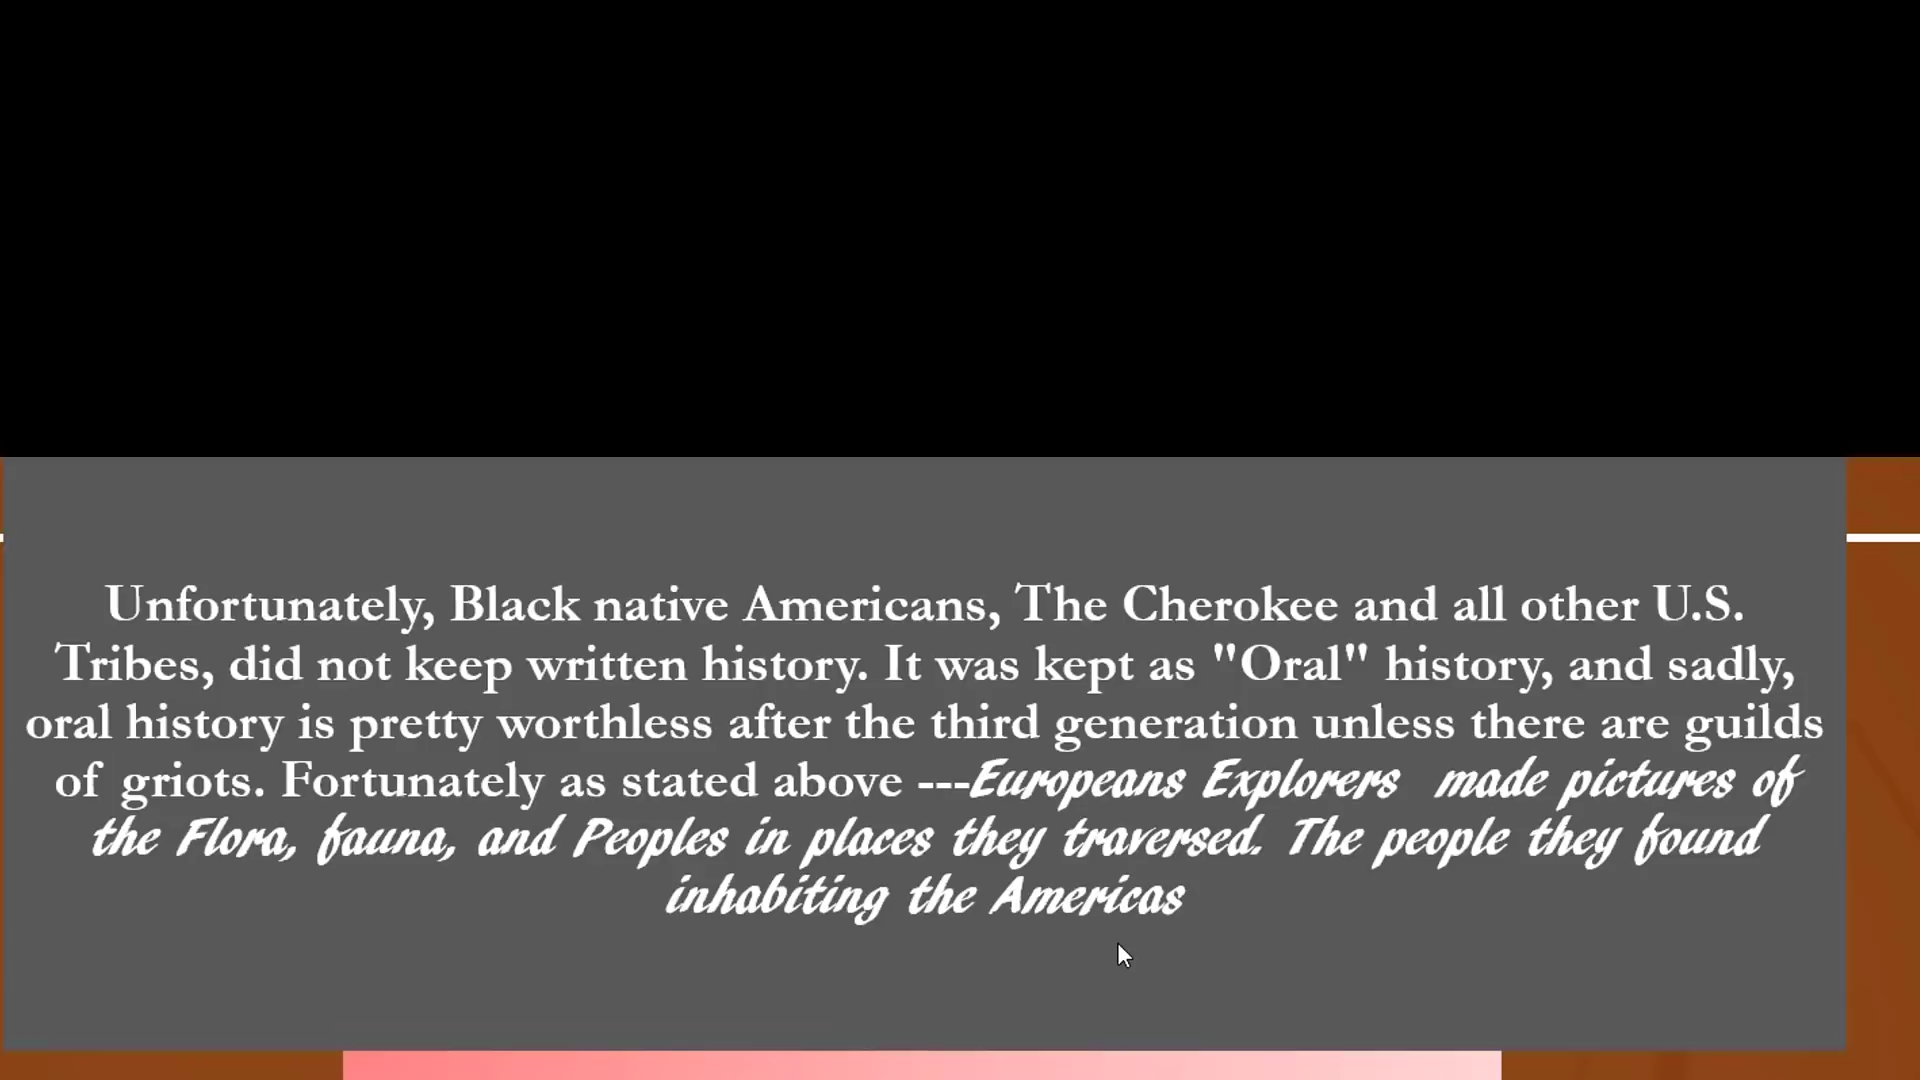 Unfortunately, Black native Americans, The Cherokee and all other U.S.
Tribes, did not keep written history. It was kept as "Oral" history, and sadly,
oral history is pretty worthless after the third generation unless there are guilds
of griots. Fortunately as stated above ---Europeans Explorers made pictures of
the Flora, fauna, and Peoples in places they traversed. The people they found
inhabiting the Americas